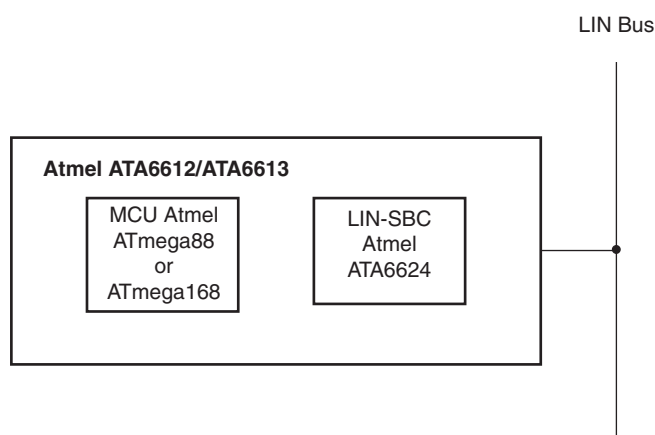 LIN Bus
Atmel ATA6612/ATA6613
MCU Atmel
ATmega88
or
ATmega168
LIN-SBC
Atmel
ATA6624